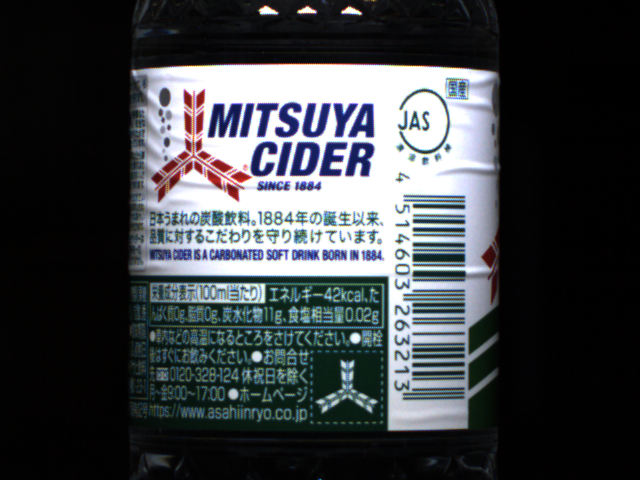 MITSUYA
CIDER
SINCE 1884
日本うまれの炭酸飲料。1884年の誕生以来、
品質に対するこだわりを守り続けています。
MITSUYA CIDER IS A CARBONATED SOFT DRINK BORN IN 1884.
栄養成分表示(100ml当たり) エネルギー42kcal、た
んぱく質0g、脂質0g、炭水化物11g、食塩相当量0.02g
●車内などの高温になるところをさけてください。●開栓
後はすぐにお飲みください。●お問合せ
0120-328-124 休祝日を除く
月〜金9:00〜17:00 ●ホームページ
https://www.asahiinryo.co.jp
国産
JAS
4 514603 263213